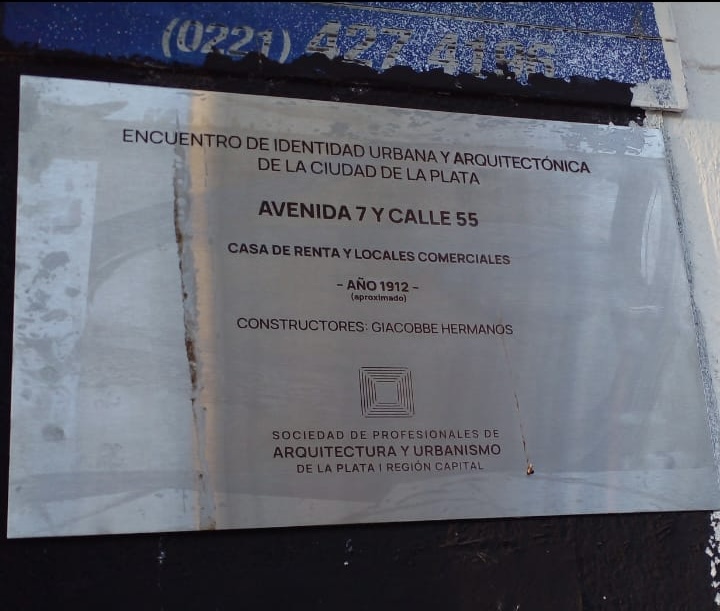 (0221) 427 4196
ENCUENTRO DE IDENTIDAD URBANA Y ARQUITECTÓNICA
DE LA CIUDAD DE LA PLATA
AVENIDA 7 Y CALLE 55
CASA DE RENTA Y LOCALES COMERCIALES
- AÑO 1912 -
(aproximado)
CONSTRUCTORES: GIACOBBE HERMANOS
SOCIEDAD DE PROFESIONALES DE
ARQUITECTURA Y URBANISMO
DE LA PLATA | REGIÓN CAPITAL